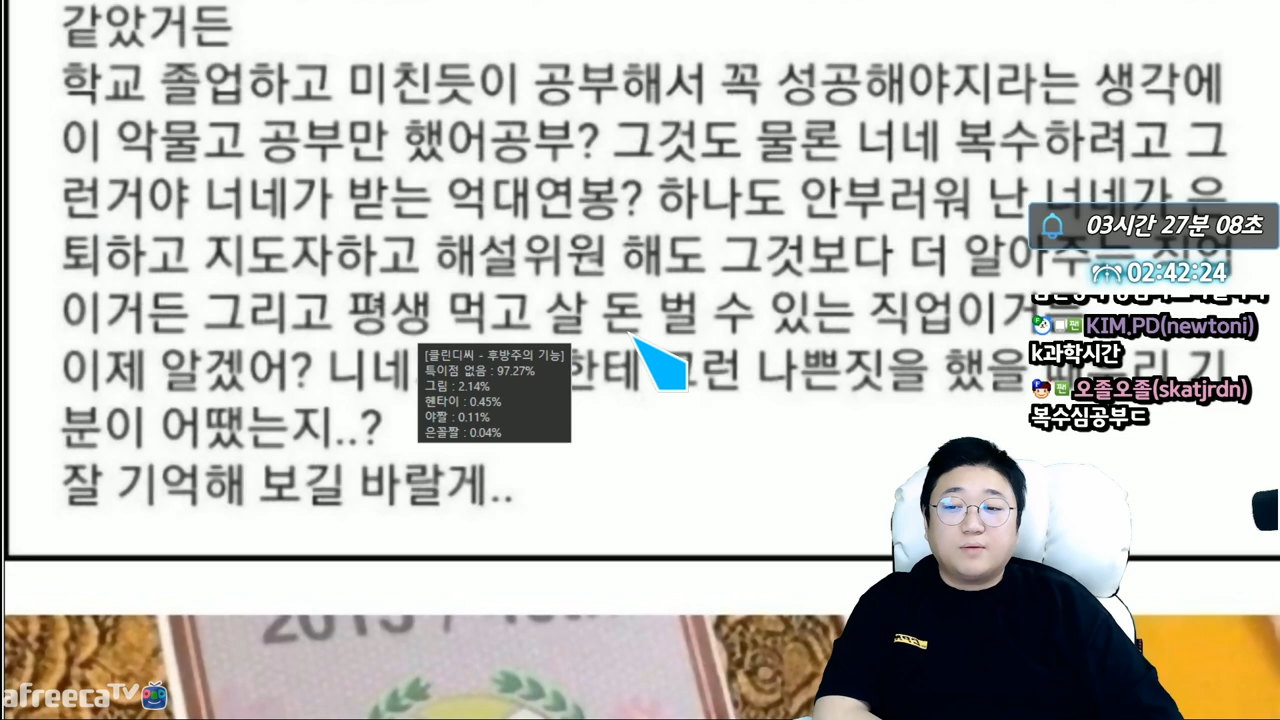 같았거든
학교 졸업하고 미친듯이 공부해서 꼭 성공해야지라는 생각에
이 악물고 공부만 했어공부? 그것도 물론 너네 복수하려고 그
런거야 너네가 받는 억대연봉? 하나도 안부러워 난 너네가 은
퇴하고 지도자하고 해설위원 해도 그것보다 더 알아주는 직업
이거든 그리고 평생 먹고 살 돈 벌 수 있는 직업이거
이제 알겠어? 니네 한테 그런 나쁜짓을 했을 기
분이 어땠는지..?
잘 기억해 보길 바랄게..
[클린디씨 - 후방주의 기능]
특이점 없음 : 97.27%
그림 : 2.14%
헨타이 : 0.45%
야짤 : 0.11%
은꼴짤 : 0.04%
03시간 27분 08초
02:42:24
KIM.PD(newtoni)
k과학시간
오졸오졸(skatjrdn)
복수심공부ㄷ
afreecaTV